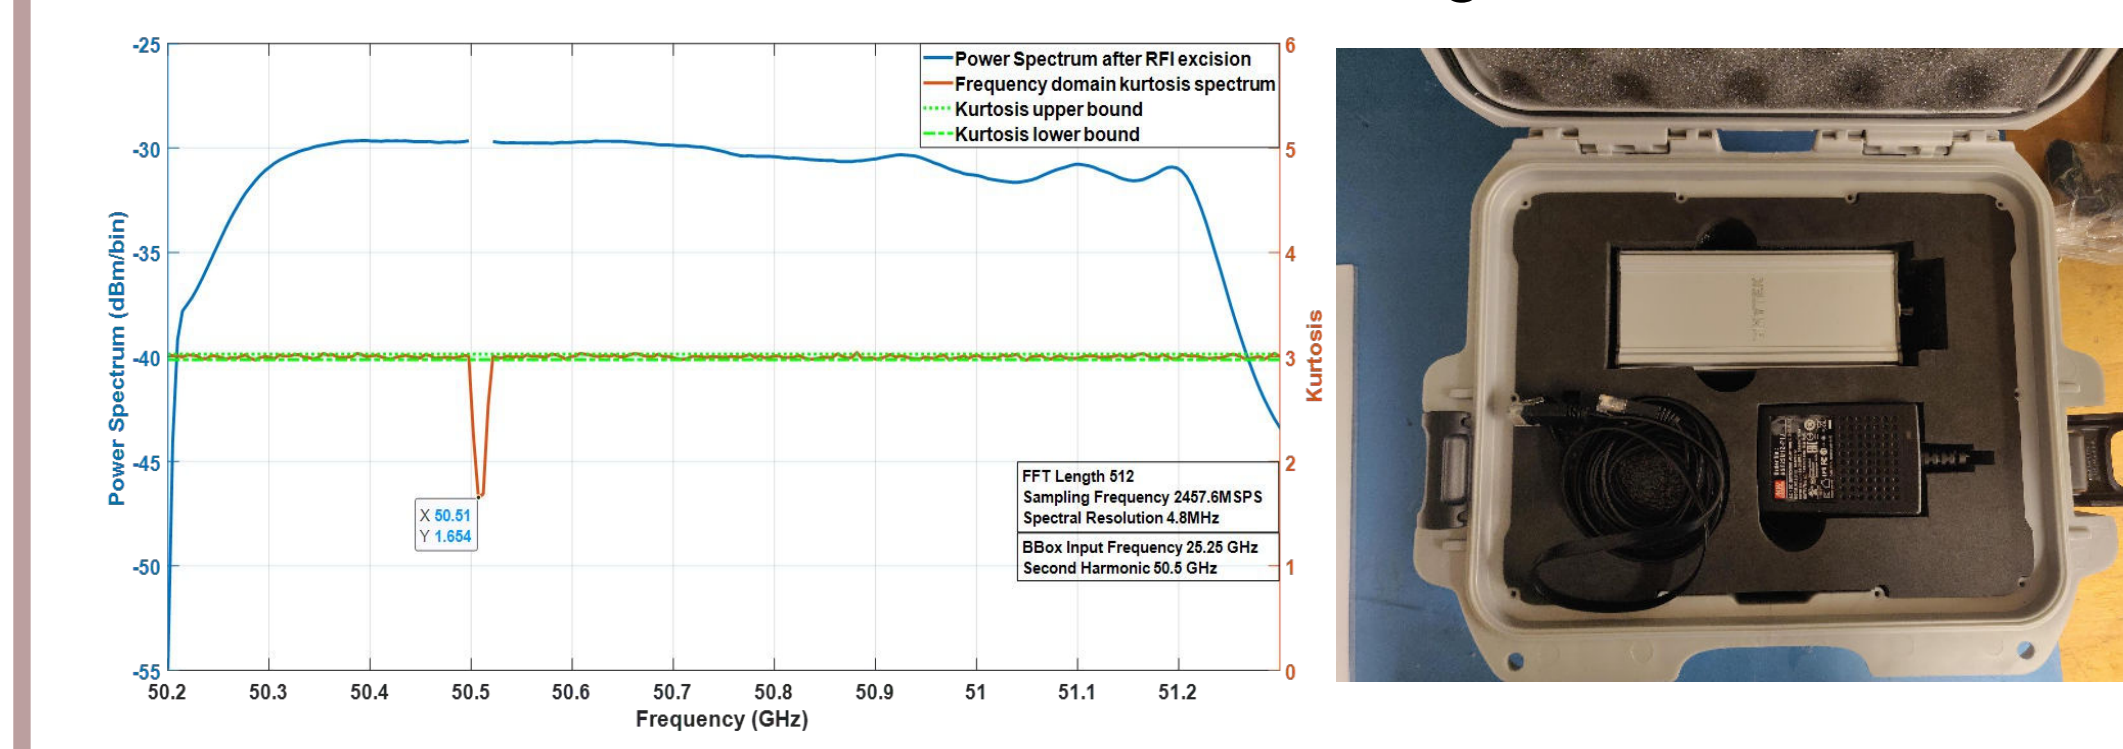 -25
-30
-35
-40
-45
-50
-55
Power Spectrum (dBm/bin)
50.2 50.3 50.4 50.5 50.6 50.7 50.8 50.9 51 51.1 51.2
Frequency (GHz)
6
5
4
3
2
1
0
Kurtosis
Power Spectrum after RFI excision
Frequency domain kurtosis spectrum
Kurtosis upper bound
Kurtosis lower bound
X 50.51
Y 1.654
FFT Length 512
Sampling Frequency 2457.6MSPS
Spectral Resolution 4.8MHz
BBox Input Frequency 25.25 GHz
Second Harmonic 50.5 GHz
TMYTEK